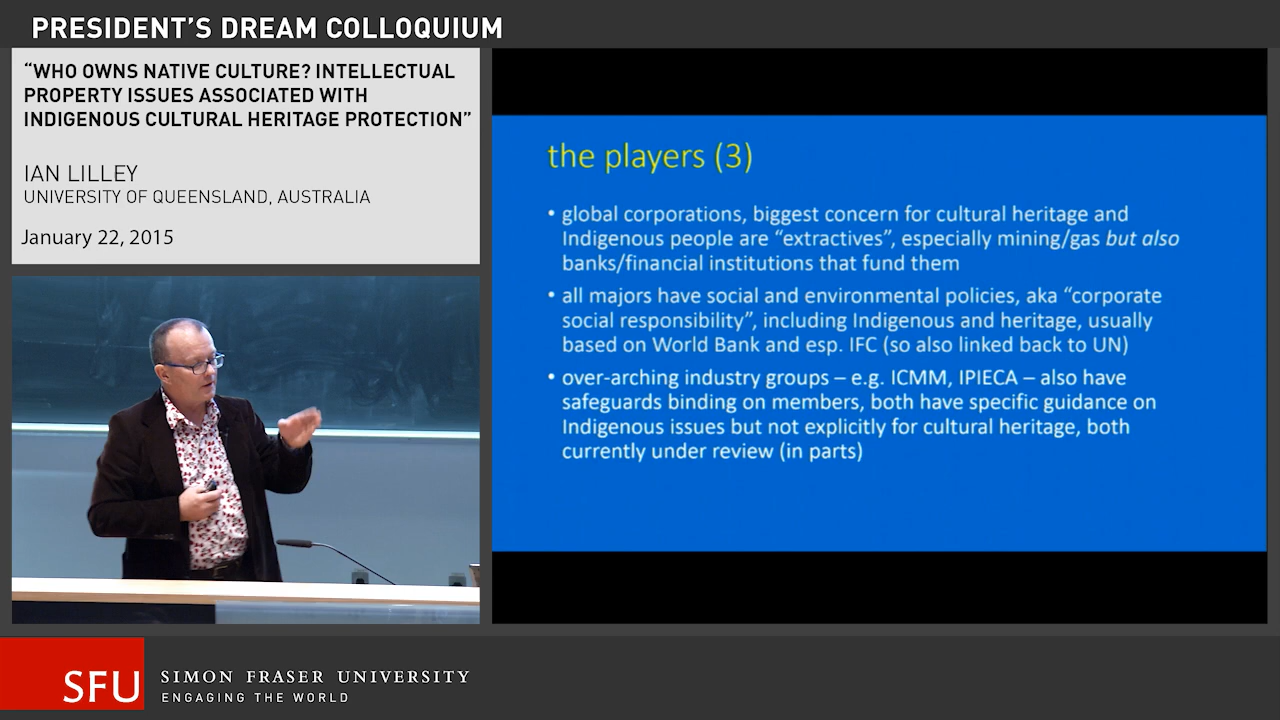 PRESIDENT'S DREAM COLLOQUIUM
“WHO OWNS NATIVE CULTURE? INTELLECTUAL
PROPERTY ISSUES ASSOCIATED WITH
INDIGENOUS CULTURAL HERITAGE PROTECTION”
IAN LILLEY
UNIVERSITY OF QUEENSLAND, AUSTRALIA
January 22, 2015
the players (3)
• global corporations, biggest concern for cultural heritage and
Indigenous people are “extractives”, especially mining/gas but also
banks/financial institutions that fund them
• all majors have social and environmental policies, aka “corporate
social responsibility”, including Indigenous and heritage, usually
based on World Bank and esp. IFC (so also linked back to UN)
• over-arching industry groups – e.g. ICMM, IPIECA – also have
safeguards binding on members, both have specific guidance on
Indigenous issues but not explicitly for cultural heritage, both
currently under review (in parts)
SFU
SIMON FRASER UNIVERSITY
ENGAGING THE WORLD